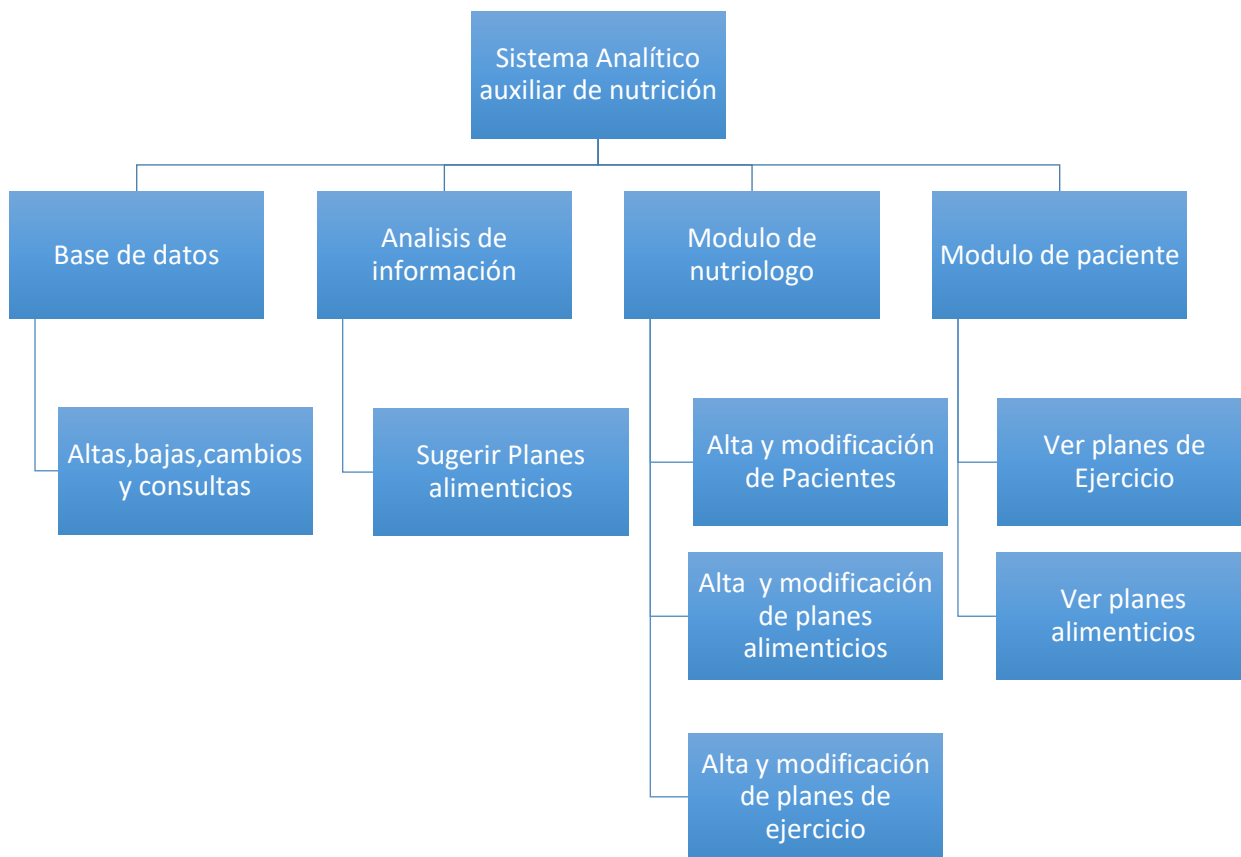 Sistema Analítico
auxiliar de nutrición
Base de datos
Analisis de
información
Modulo de
nutriologo
Modulo de paciente
Altas,bajas,cambios
y consultas
Sugerir Planes
alimenticios
Alta y modificación
de Pacientes
Alta  y modificación
de planes
alimenticios
Alta y modificación
de planes de
ejercicio
Ver planes de
Ejercicio
Ver planes
alimenticios